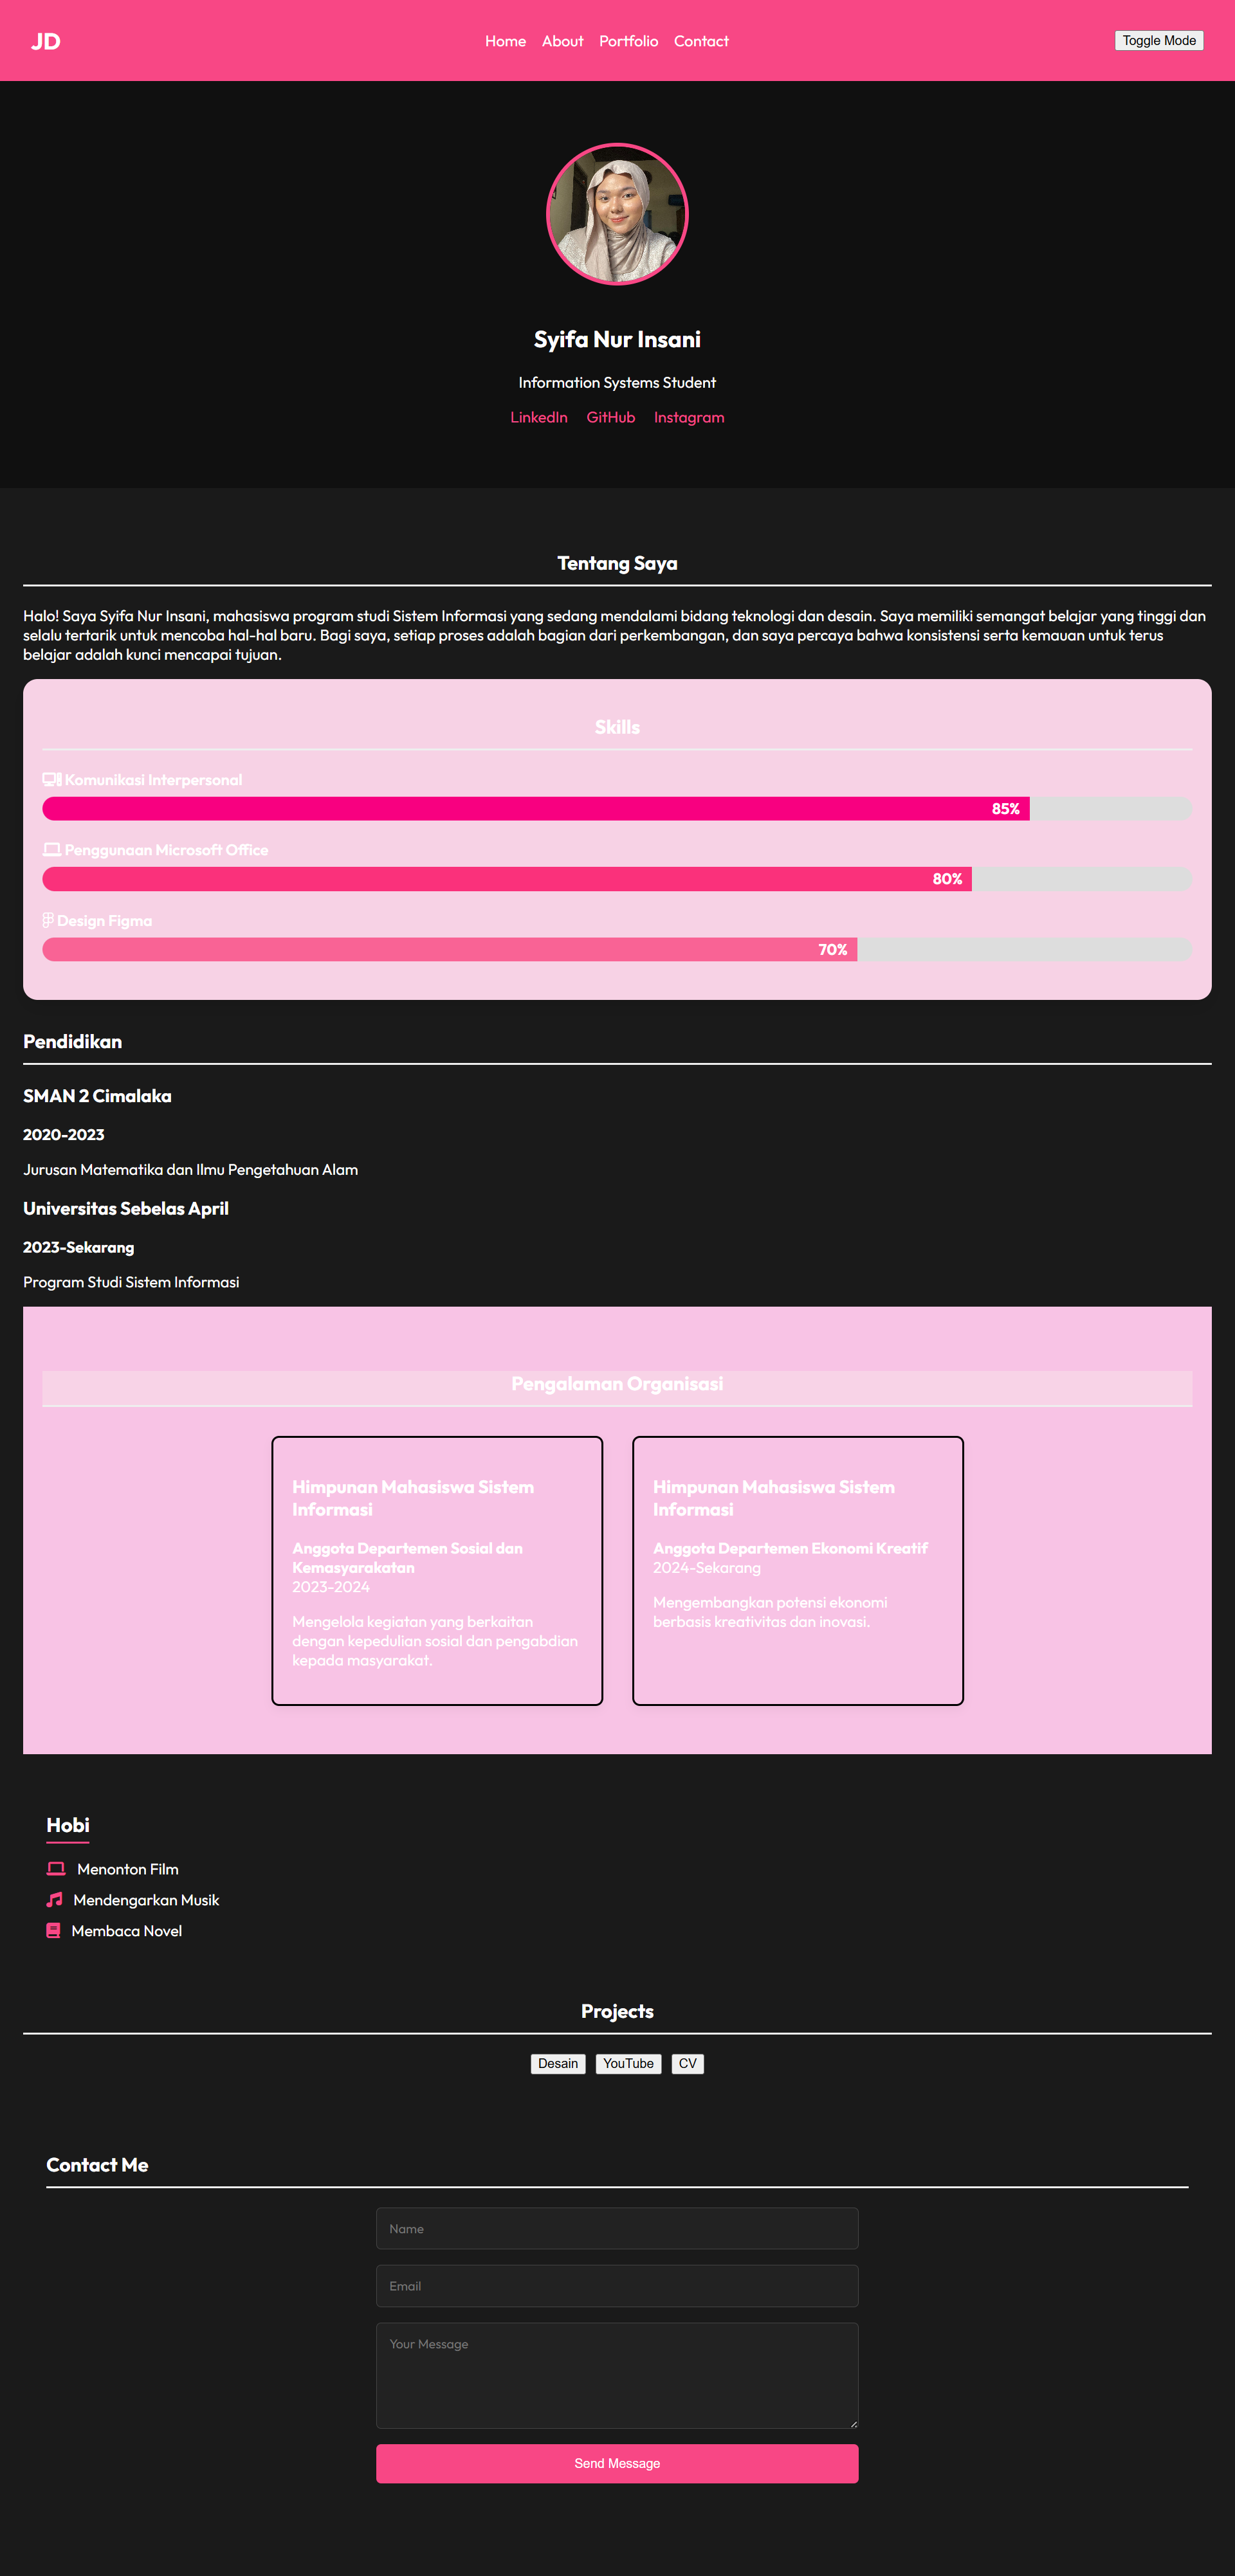 JD
Home About Portfolio Contact
Toggle Mode
Syifa Nur Insani
Information Systems Student
LinkedIn GitHub Instagram
Tentang Saya
Halo! Saya Syifa Nur Insani, mahasiswa program studi Sistem Informasi yang sedang mendalami bidang teknologi dan desain. Saya memiliki semangat belajar yang tinggi dan
selalu tertarik untuk mencoba hal-hal baru. Bagi saya, setiap proses adalah bagian dari perkembangan, dan saya percaya bahwa konsistensi serta kemauan untuk terus
belajar adalah kunci mencapai tujuan.
Skills
Komunikasi Interpersonal
85%
Penggunaan Microsoft Office
80%
Design Figma
70%
Pendidikan
SMAN 2 Cimalaka
2020-2023
Jurusan Matematika dan Ilmu Pengetahuan Alam
Universitas Sebelas April
2023-Sekarang
Program Studi Sistem Informasi
Pengalaman Organisasi
Himpunan Mahasiswa Sistem
Informasi
Anggota Departemen Sosial dan
Kemasyarakatan
2023-2024
Mengelola kegiatan yang berkaitan
dengan kepedulian sosial dan pengabdian
kepada masyarakat.
Himpunan Mahasiswa Sistem
Informasi
Anggota Departemen Ekonomi Kreatif
2024-Sekarang
Mengembangkan potensi ekonomi
berbasis kreativitas dan inovasi.
Hobi
Menonton Film
Mendengarkan Musik
Membaca Novel
Projects
Desain YouTube CV
Contact Me
Name
Email
Your Message
Send Message